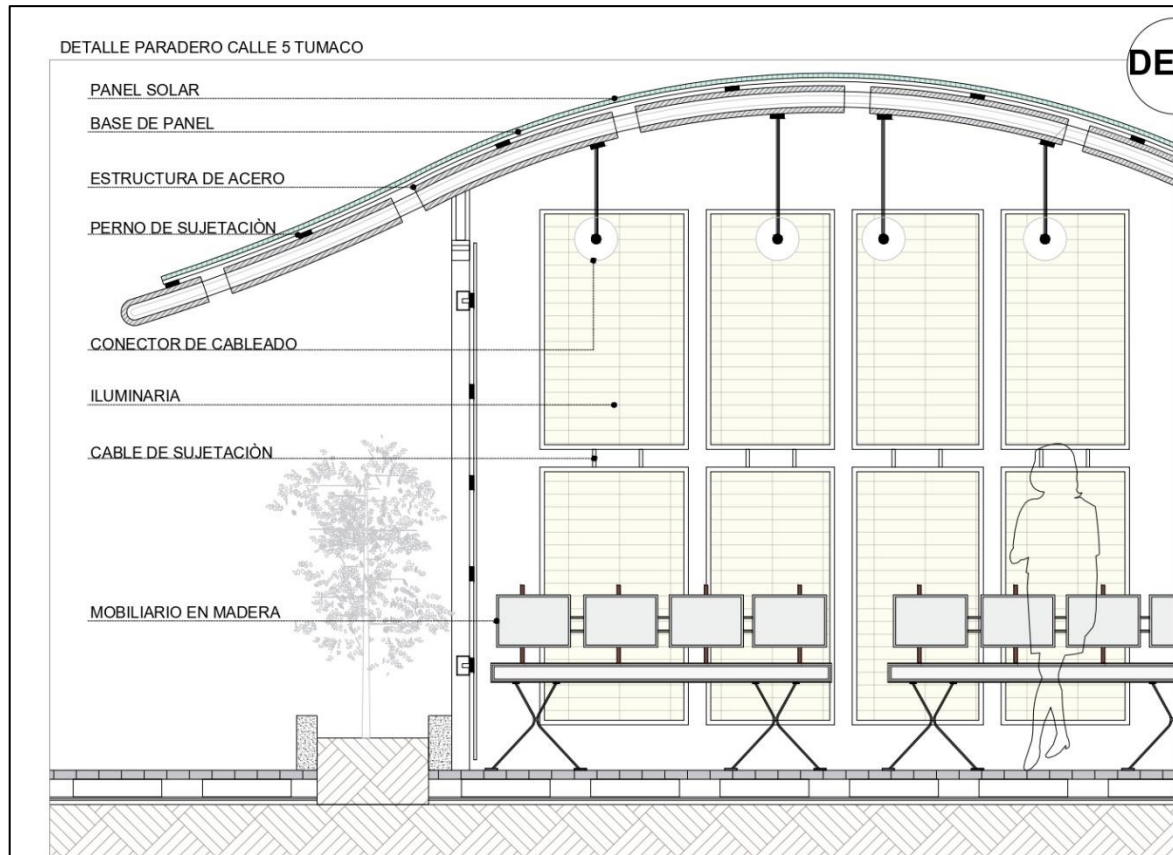 DETALLE PARADERO CALLE 5 TUMACO
DE
PANEL SOLAR
BASE DE PANEL
ESTRUCTURA DE ACERO
PERNO DE SUJETACIÒN
CONECTOR DE CABLEADO
ILUMINARIA
CABLE DE SUJETACIÒN
MOBILIARIO EN MADERA